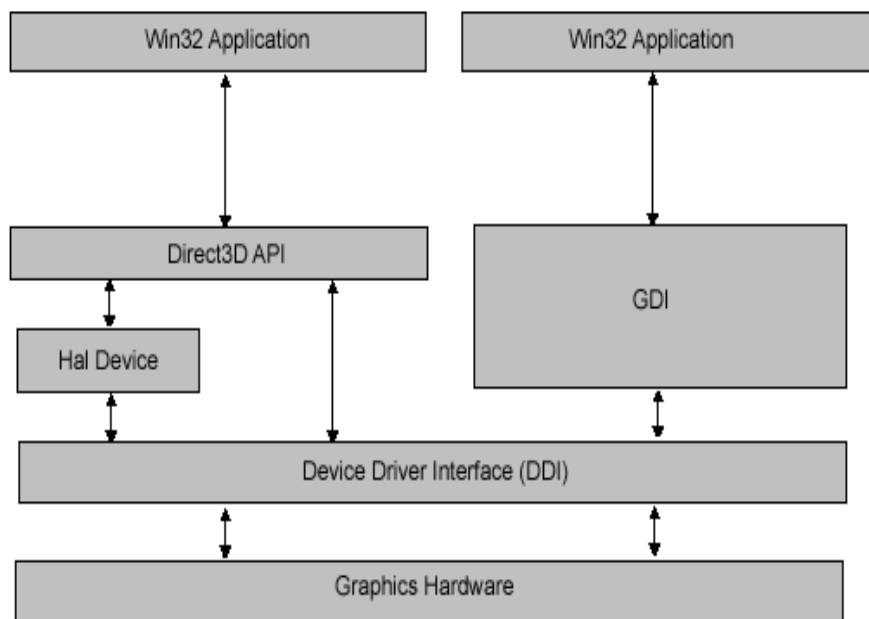 Win32 Application
Win32 Application
Direct3D API
GDI
Hal Device
Device Driver Interface (DDI)
Graphics Hardware